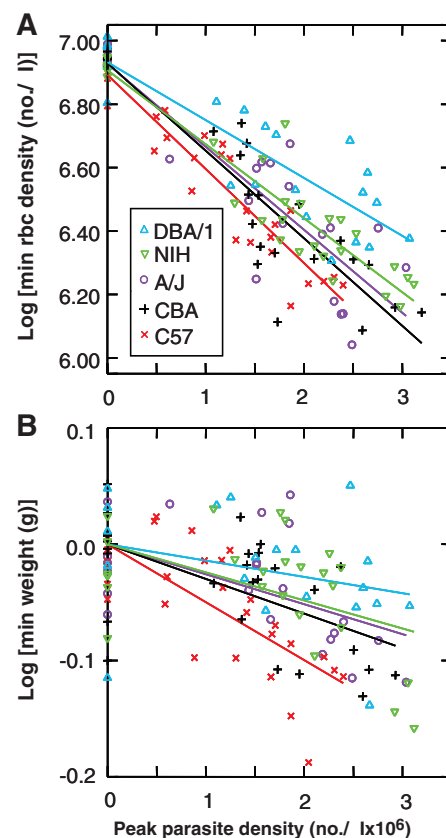 A
Log [min rbc density (no./ l)]
7.00
6.80
6.60
6.40
6.20
6.00
DBA/1
NIH
A/J
CBA
C57
0 1 2 3
B
Log [min weight (g)]
0.1
0.0
-0.1
-0.2
0 1 2 3
Peak parasite density (no./ lx10⁶)